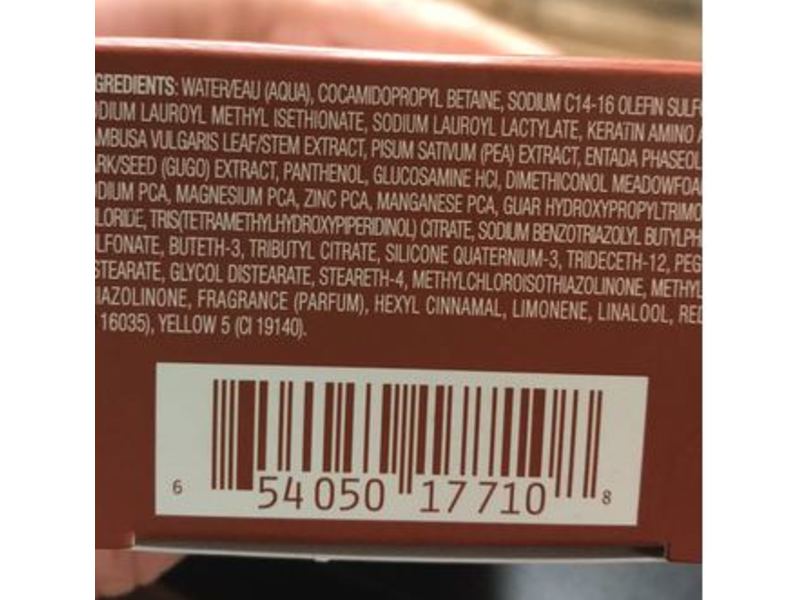 GREDIENTS: WATER/EAU (AQUA), COCAMIDOPROPYL BETAINE, SODIUM C14-16 OLEFIN SULF
DIUM LAUROYL METHYL ISETHIONATE, SODIUM LAUROYL LACTYLATE, KERATIN AMINO A
MBUSA VULGARIS LEAF/STEM EXTRACT, PISUM SATIVUM (PEA) EXTRACT, ENTADA PHASEOL
RK/SEED (GUGO) EXTRACT, PANTHENOL, GLUCOSAMINE HCI, DIMETHICONOL MEADOWFOA
DIUM PCA, MAGNESIUM PCA, ZINC PCA, MANGANESE PCA, GUAR HYDROXYPROPYLTRIMO
LORIDE, TRIS(TETRAMETHYLHYDROXYPIPERIDINOL) CITRATE, SODIUM BENZOTRIAZOLYL BUTYLPH
LFONATE, BUTETH-3, TRIBUTYL CITRATE, SILICONE QUATERNIUM-3, TRIDECETH-12, PEG
STEARATE, GLYCOL DISTEARATE, STEARETH-4, METHYLCHLOROISOTHIAZOLINONE, METHYL
IAZOLINONE, FRAGRANCE (PARFUM), HEXYL CINNAMAL, LIMONENE, LINALOOL, RED
16035), YELLOW 5 (CI 19140).
6 54050 17710 8